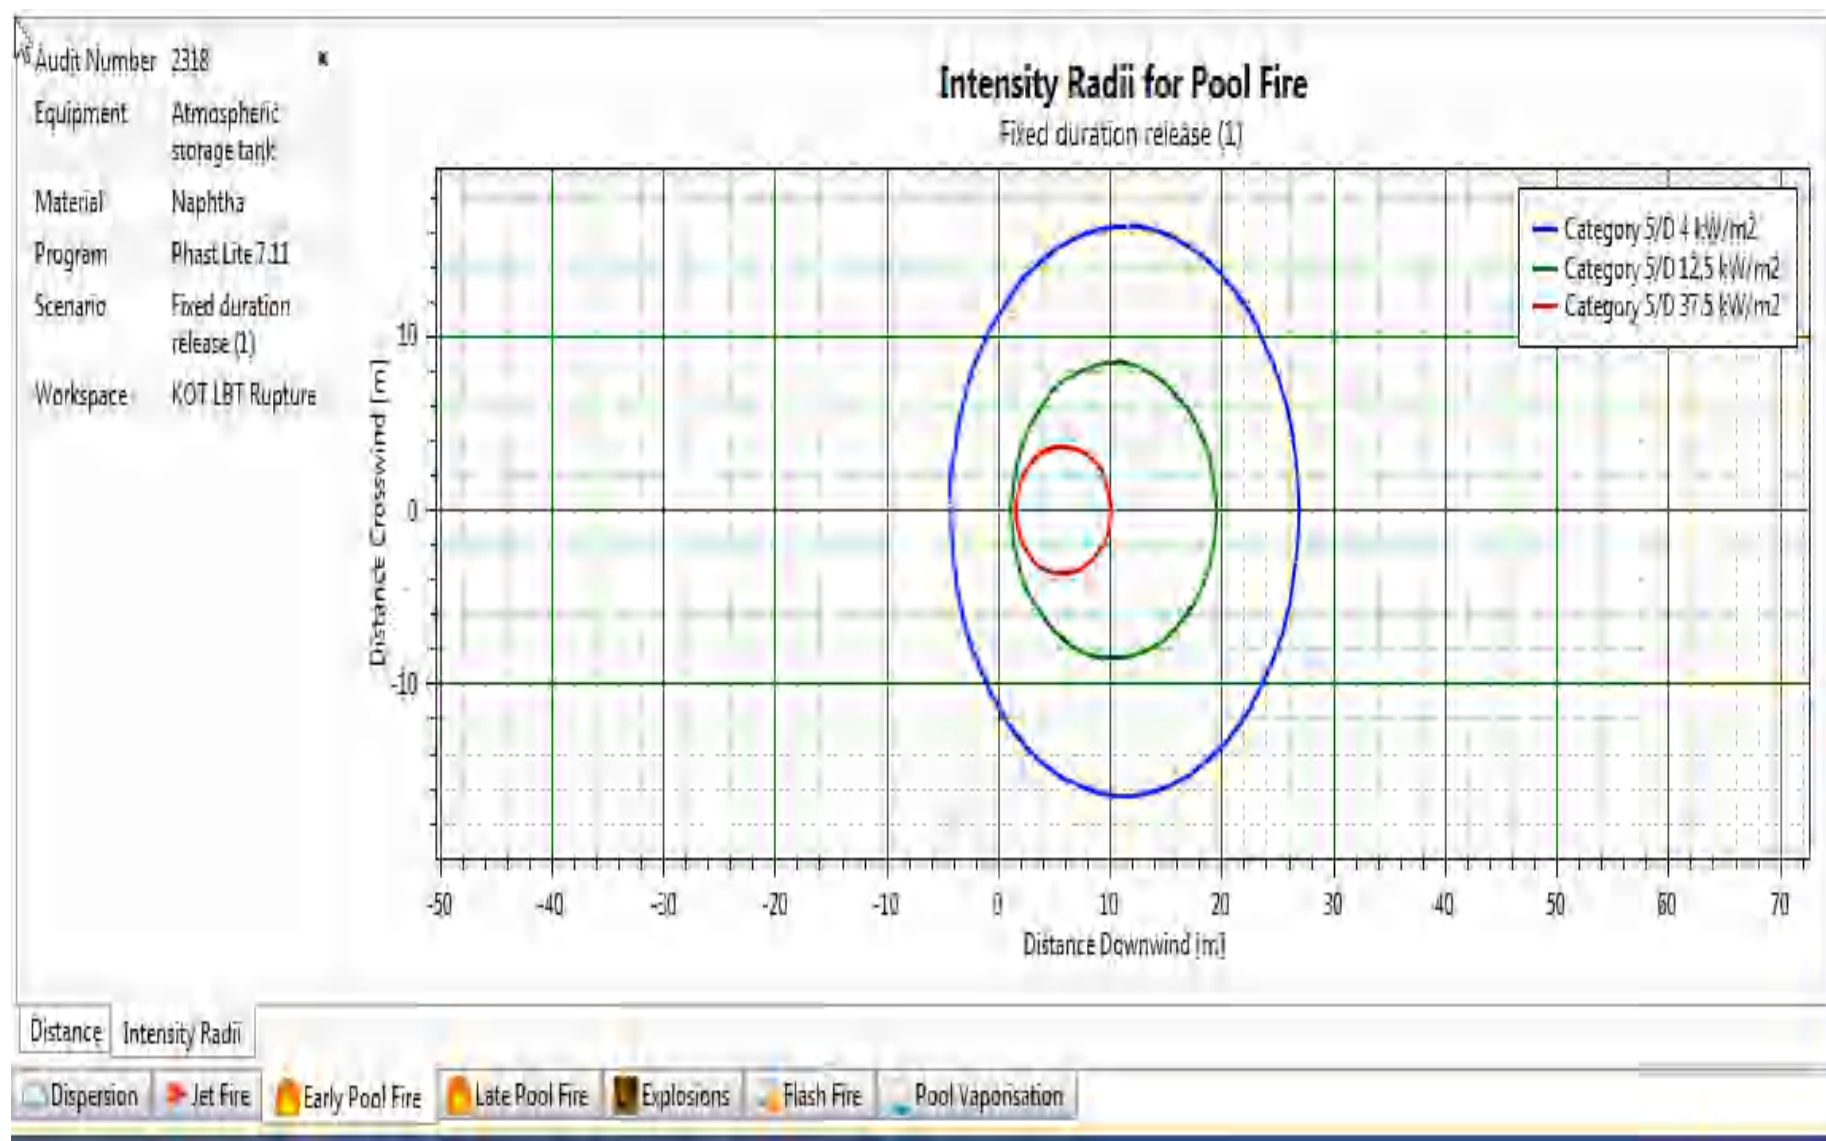 Audit Number 2318
Equipment Atmospheric
storage tank
Material Naphtha
Program Phast Lite 7.11
Scenario Fixed duration
release (1)
Workspace KOT LBT Rupture
Intensity Radii for Pool Fire
Fixed duration release (1)
Category 5/D 4 kW/m2
Category 5/D 12.5 kW/m2
Category 5/D 37.5 kW/m2
Distance Crosswind [m]
10
0
-10
-50 -40 -30 -20 -10 0 10 20 30 40 50 60 70
Distance Downwind [m]
Distance Intensity Radii
Dispersion Jet Fire Early Pool Fire Late Pool Fire Explosions Flash Fire Pool Vaporisation